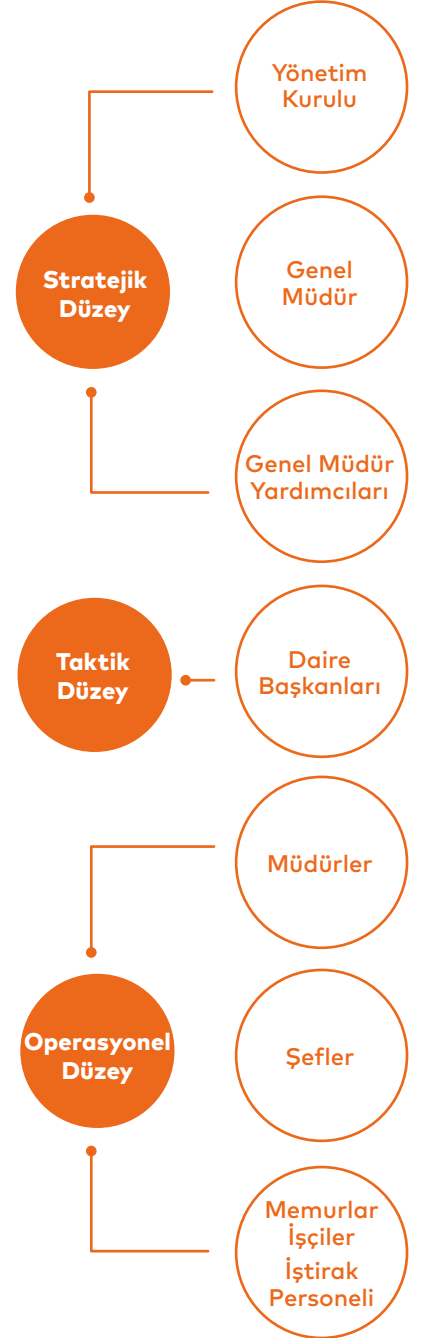 Yönetim
Kurulu
Stratejik
Düzey
Genel
Müdür
Genel Müdür
Yardımcıları
Taktik
Düzey
Daire
Başkanları
Müdürler
Operasyonel
Düzey
Şefler
Memurlar
İşçiler
İştirak
Personeli